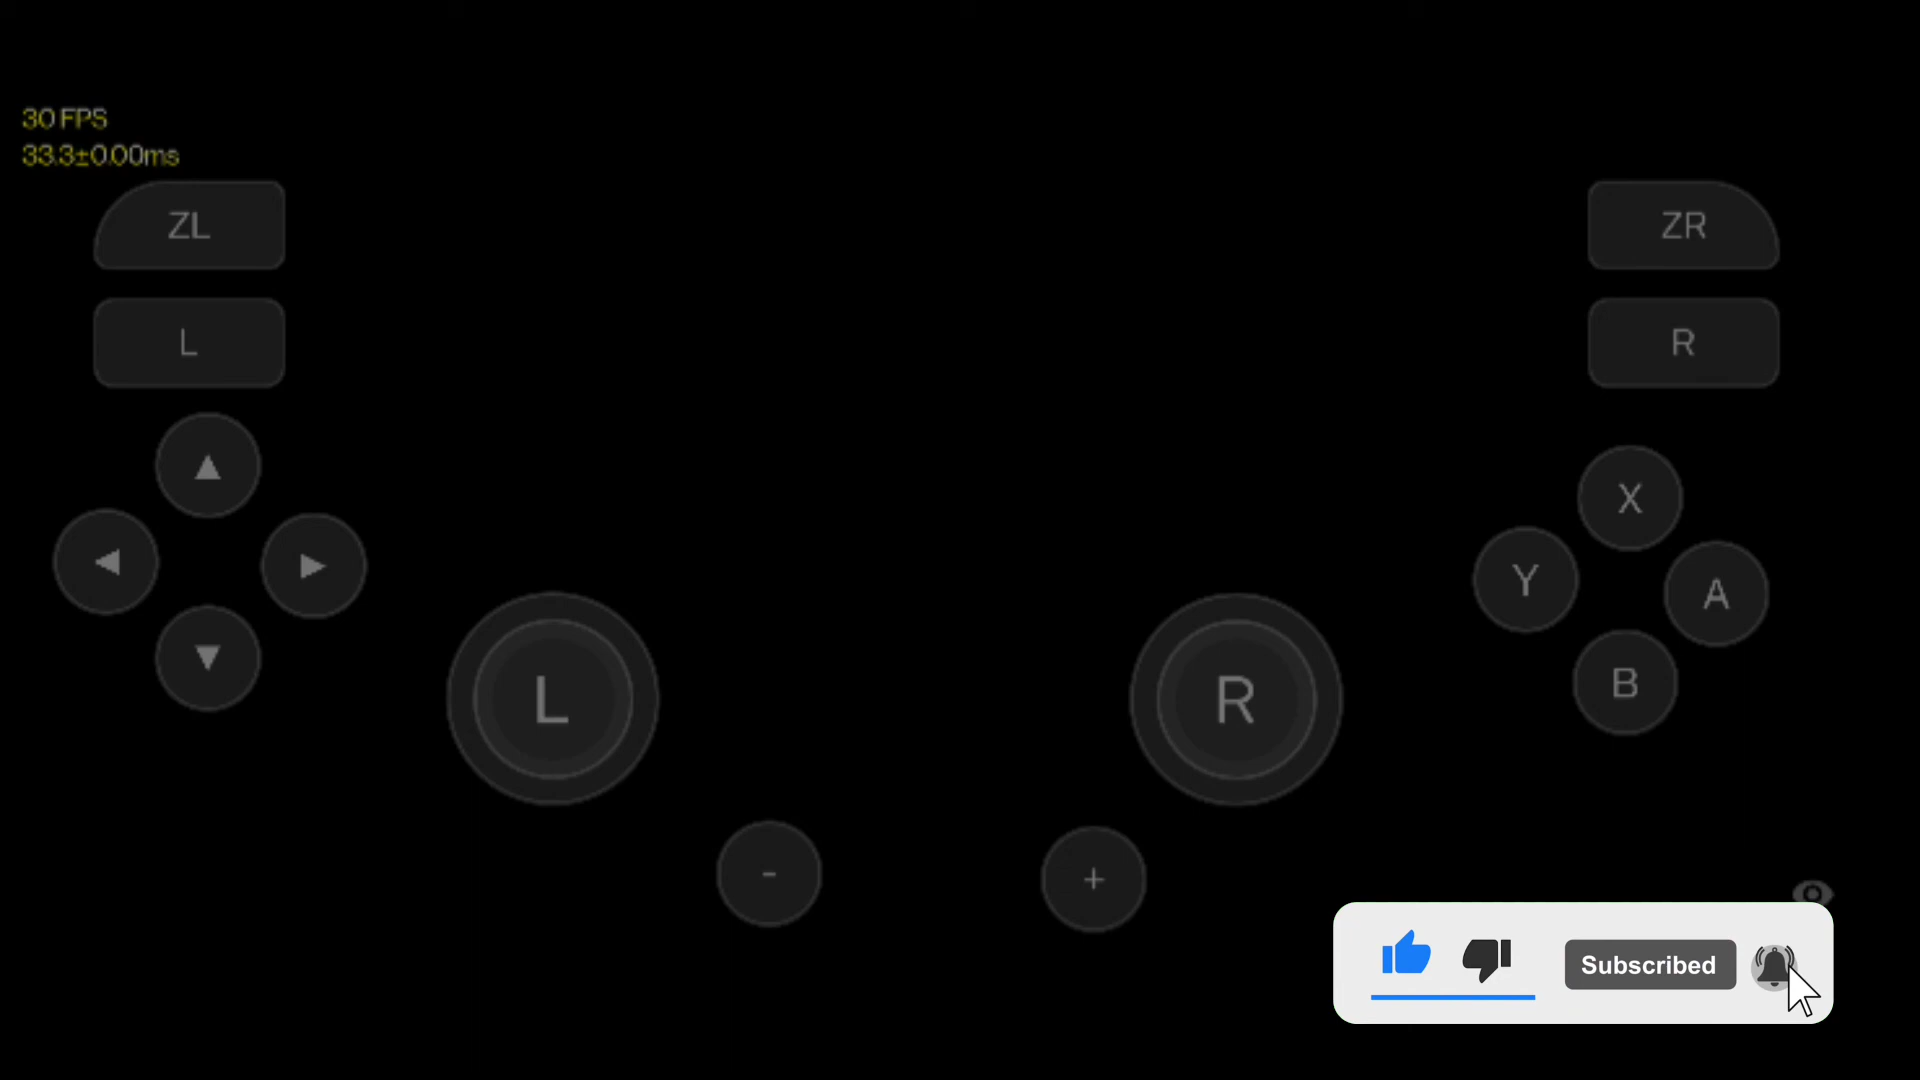 30 FPS
33.3±0.00ms
ZL
ZR
L
R
X
Y
A
B
L
R
-
+
Subscribed